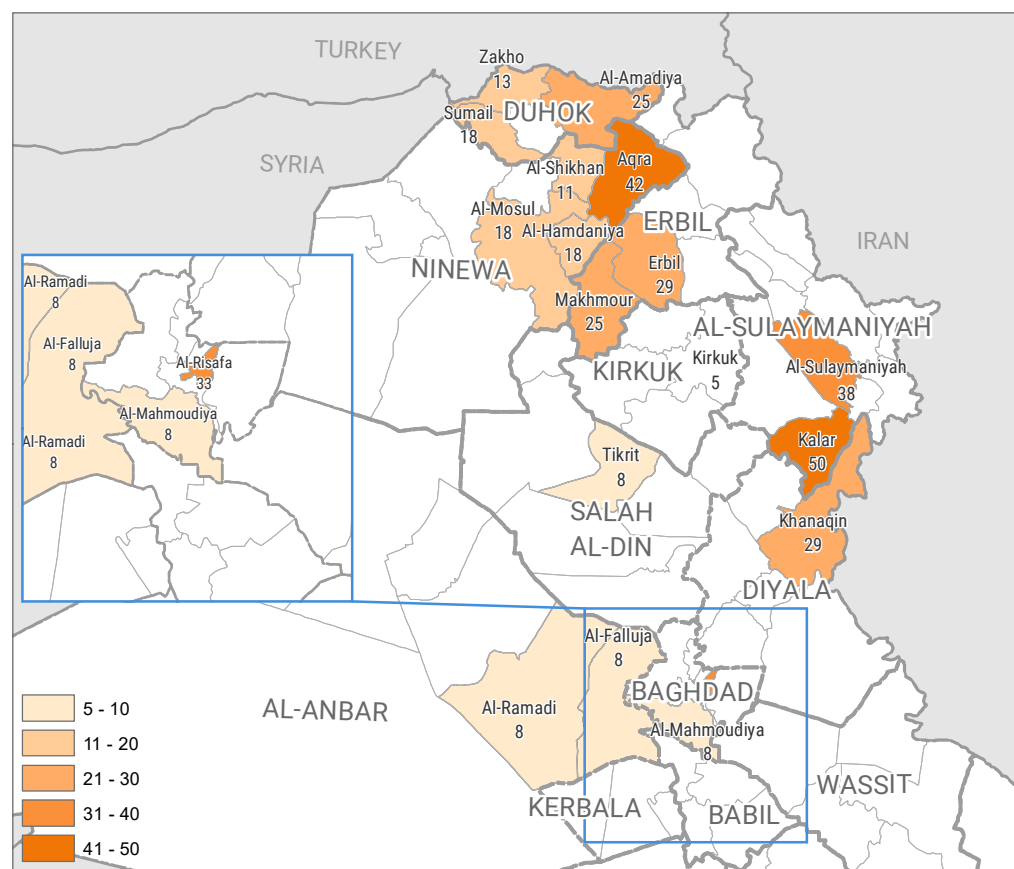 TURKEY
Zakho
13
Al-Amadiya
25
Sumail
18
DUHOK
SYRIA
Al-Shikhan
11
Aqra
42
Al-Mosul
18
Al-Hamdaniya
18
ERBIL
IRAN
NINEWA
Erbil
29
Makhmour
25
AL-SULAYMANIYAH
KIRKUK
Kirkuk
5
Al-Sulaymaniyah
38
Kalar
50
Tikrit
8
SALAH
AL-DIN
Khanaqin
29
DIYALA
Al-Ramadi
8
Al-Falluja
8
Al-Risafa
33
Al-Mahmoudiya
8
Al-Ramadi
8
Al-Falluja
8
BAGHDAD
AL-ANBAR
Al-Ramadi
8
Al-Mahmoudiya
8
WASSIT
KERBALA
BABIL
5 - 10
11 - 20
21 - 30
31 - 40
41 - 50